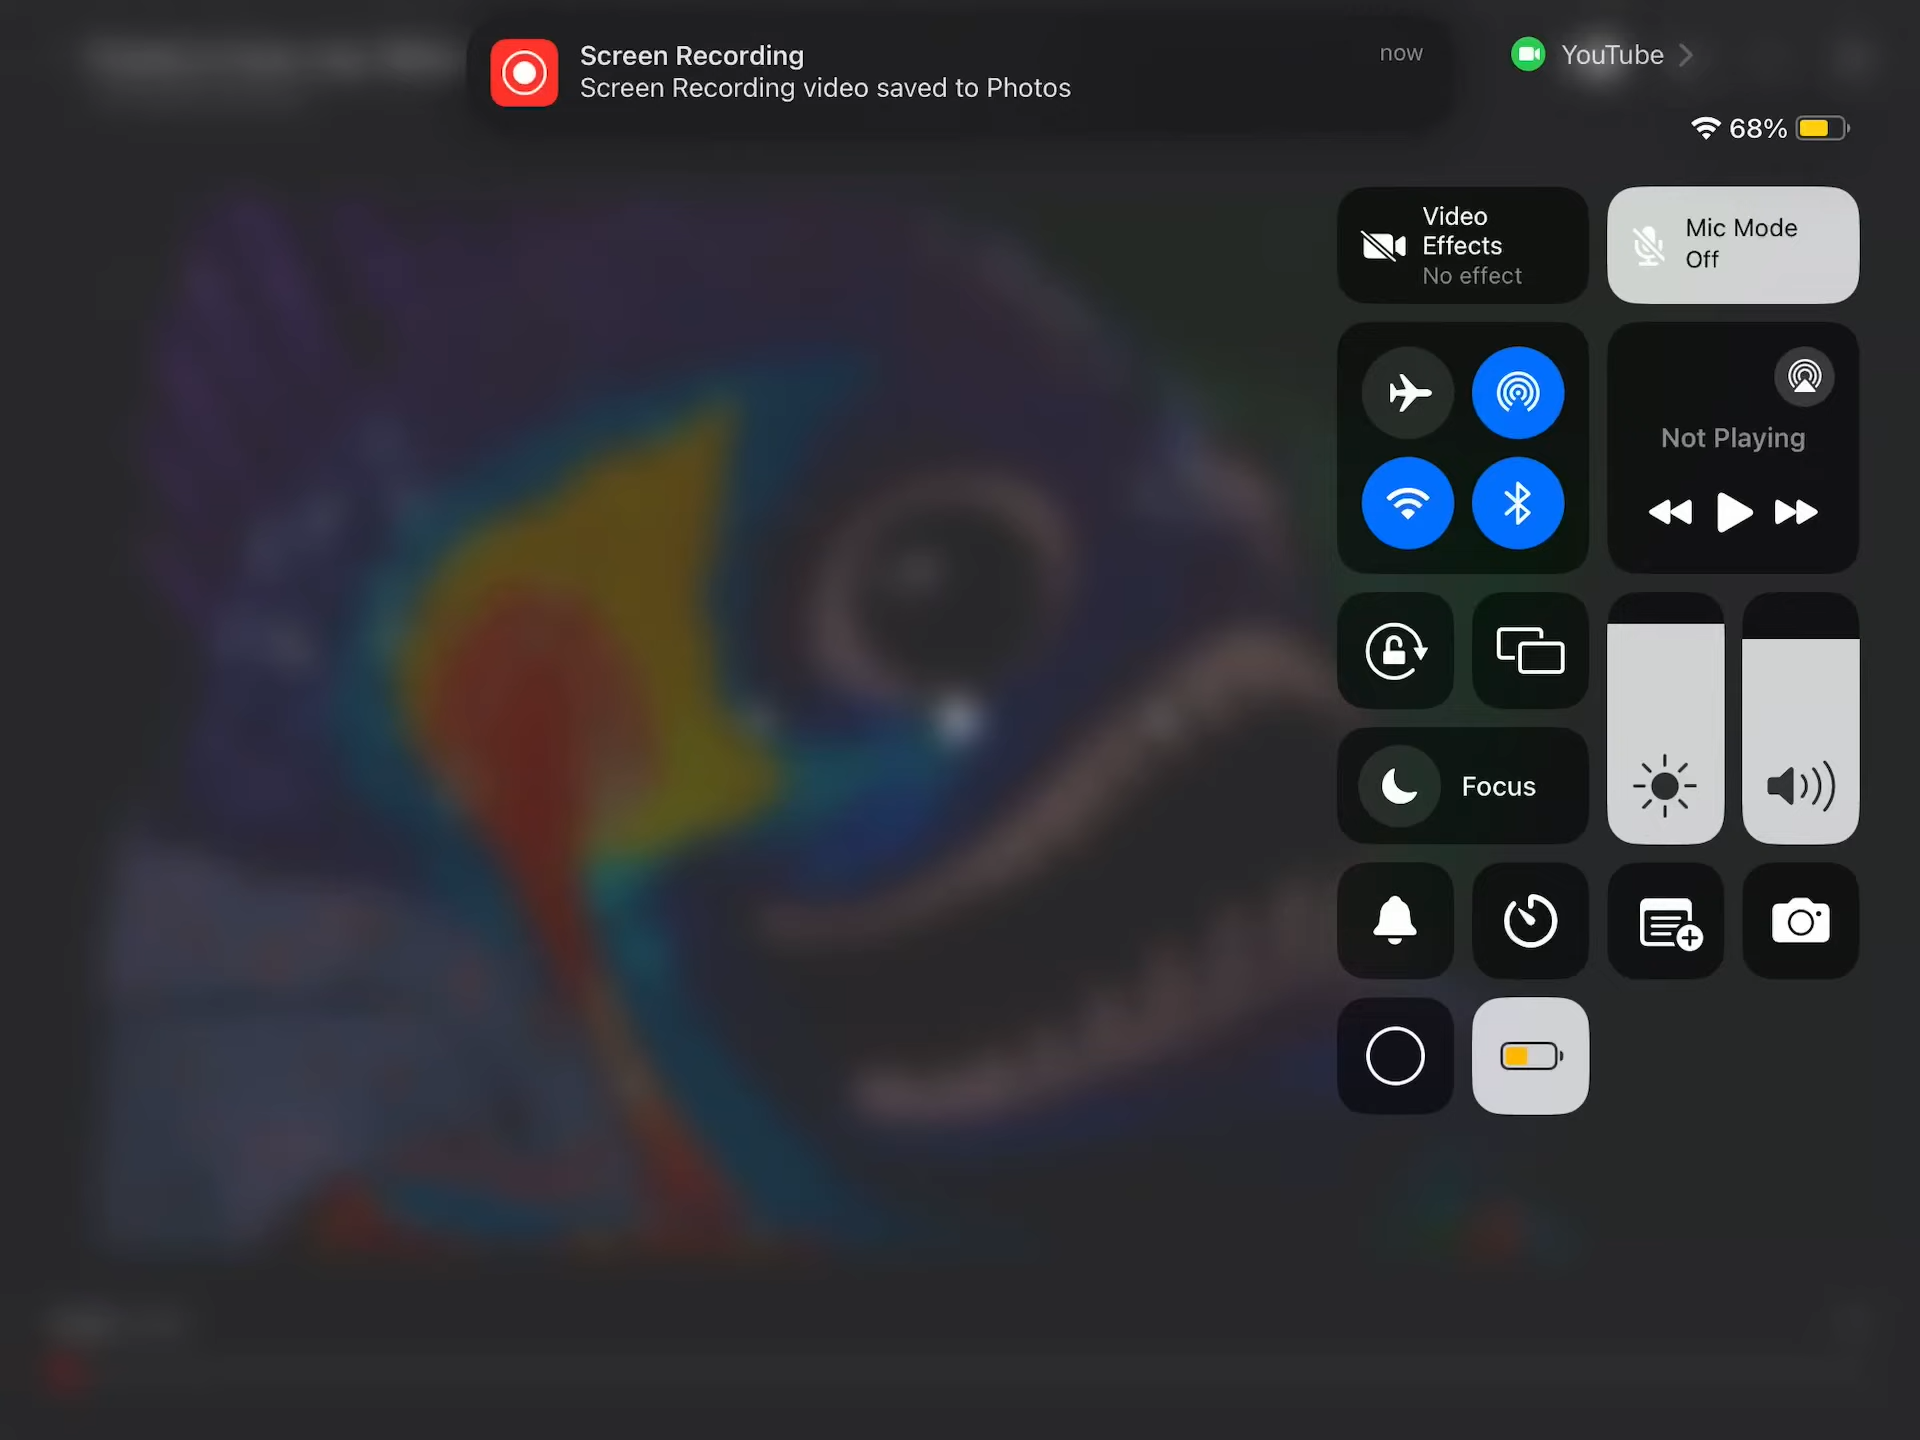 Screen Recording
now
Screen Recording video saved to Photos
YouTube
68%
Video
Effects
No effect
Mic Mode
Off
Not Playing
Focus